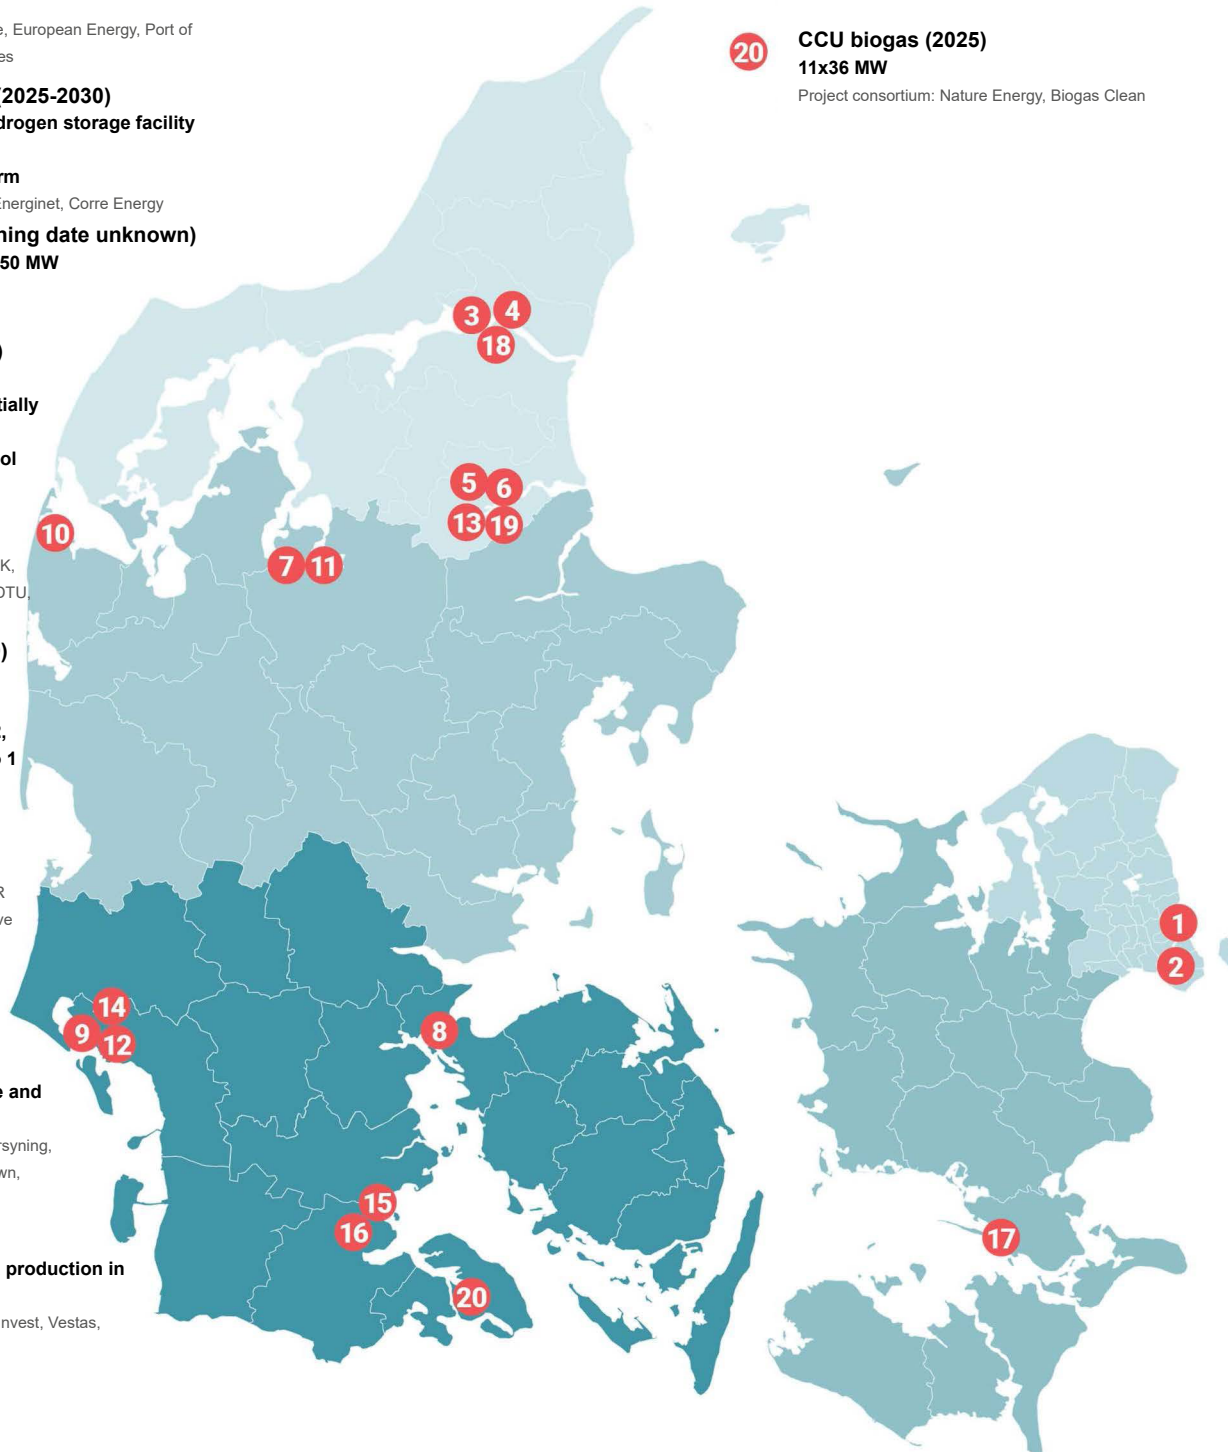 , European Energy, Port of
es
(2025-2030)
drogen storage facility
rm
Energinet, Corre Energy
ning date unknown)
50 MW
)
tially
ol
K,
DTU,
)
,
1
R
ve
e and
rsyning,
wn,
production in
nvest, Vestas,
20
CCU biogas (2025)
11x36 MW
Project consortium: Nature Energy, Biogas Clean
3
4
18
5
6
13
19
10
7
11
1
2
14
9
12
8
15
16
17
20